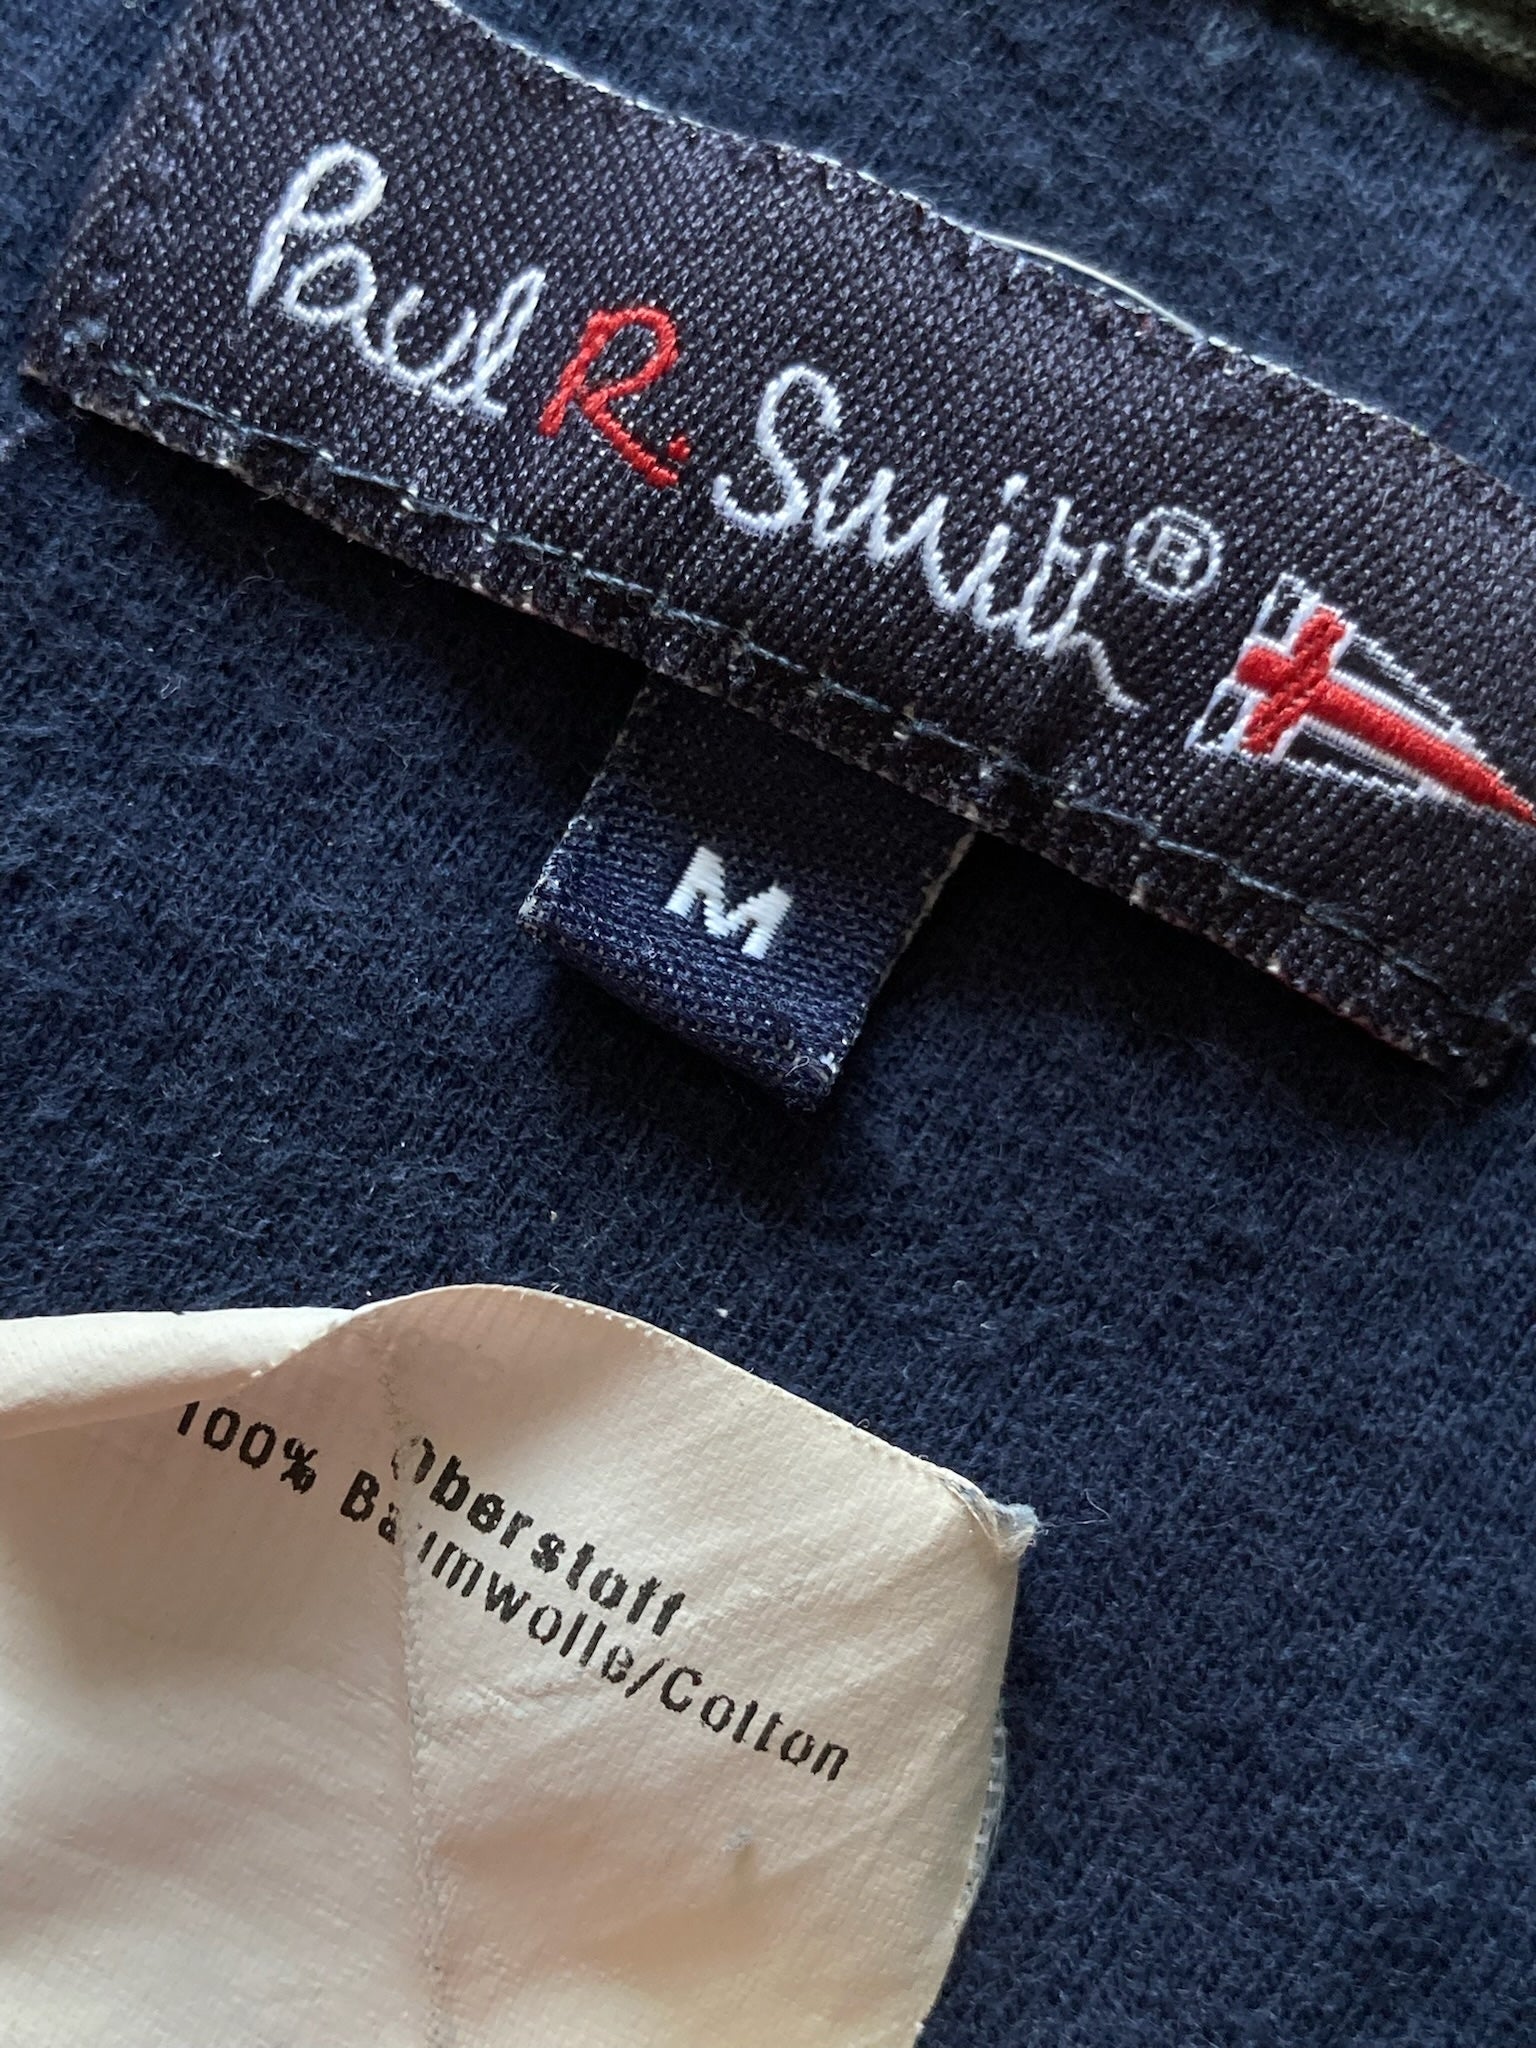 Paul R. Smith®
M
Oberstoff
100% Baumwolle/Cotton